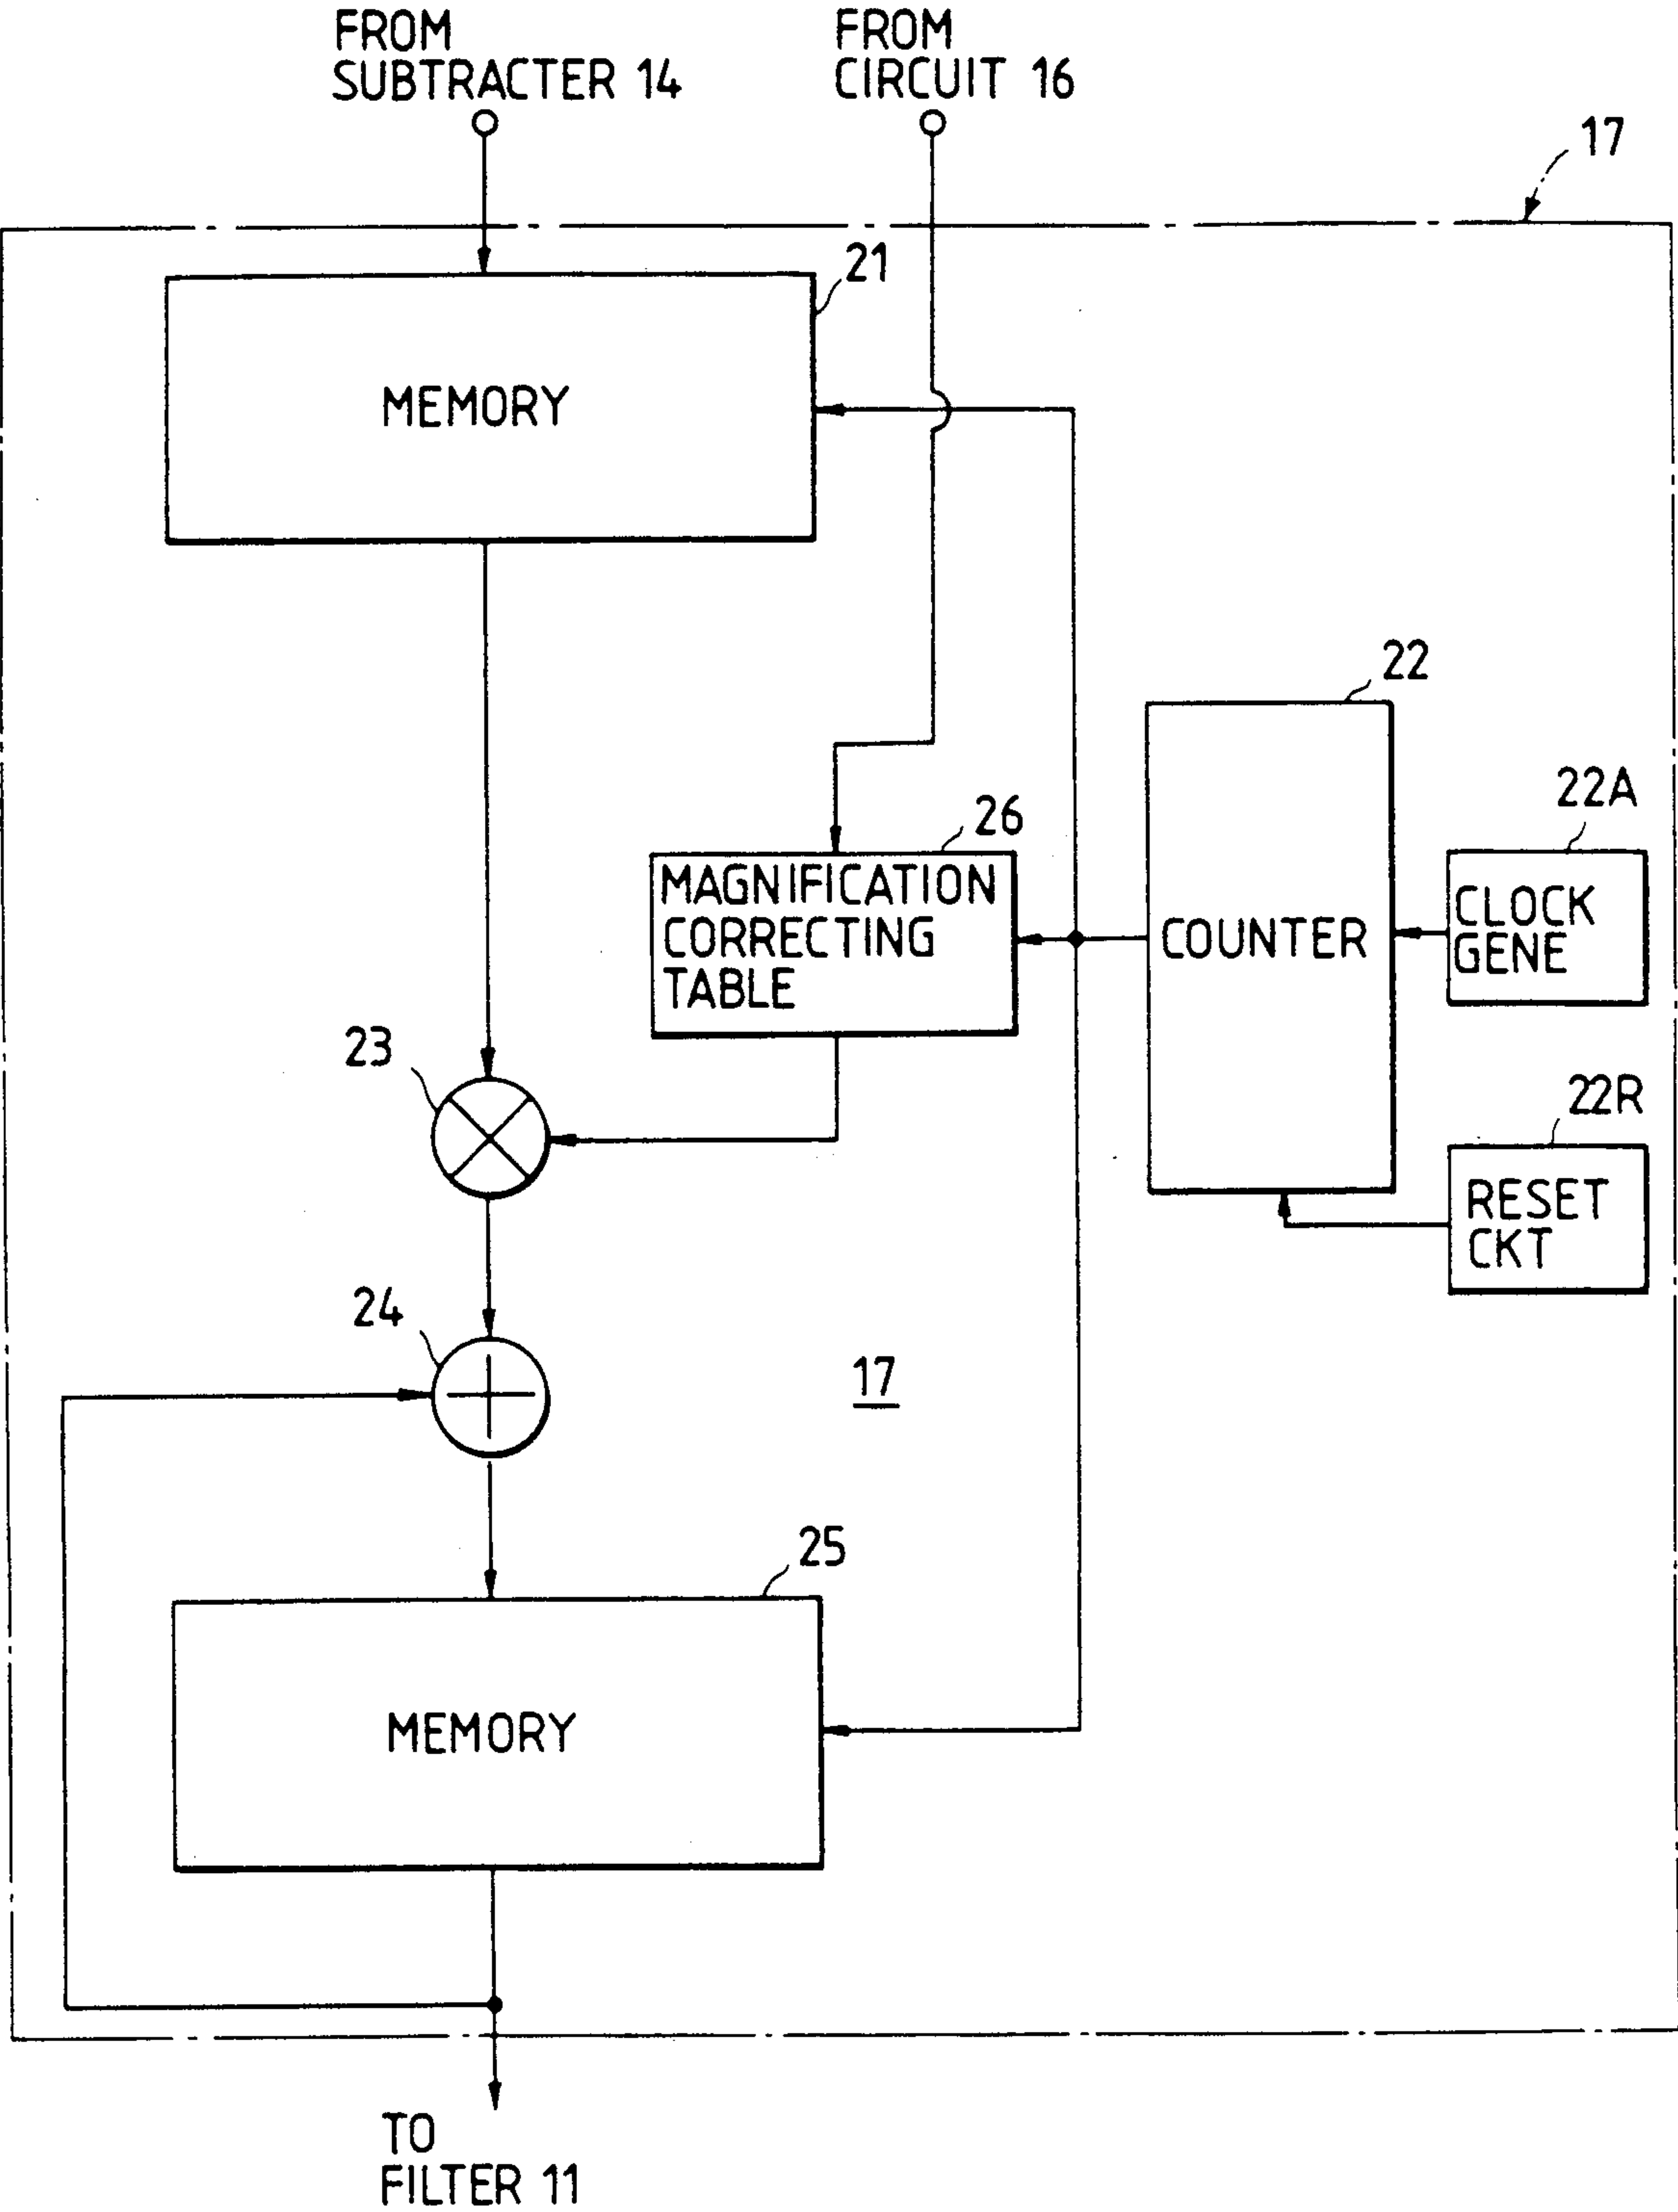 FROM
SUBTRACTER 14
FROM
CIRCUIT 16
17
21
MEMORY
22
22A
26
MAGNIFICATION
CORRECTING
TABLE
COUNTER
CLOCK
GENE
23
22R
RESET
CKT
24
17
25
MEMORY
TO
FILTER 11